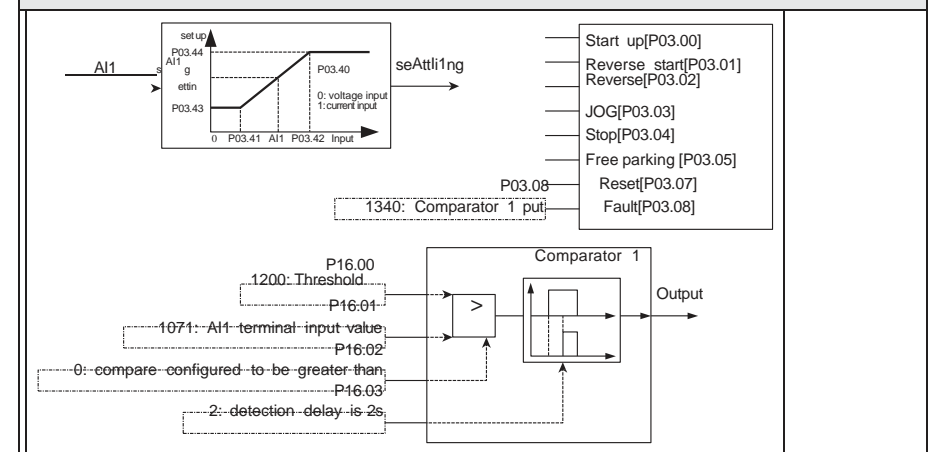 set up
P03.44
AI1
s
g
ettin
P03.43
P03.40
0: voltage input
1: current input
0 P03.41 AI1 P03.42 Input
AI1
seAttli1ng
Start up[P03.00]
Reverse start[P03.01]
Reverse[P03.02]
JOG[P03.03]
Stop[P03.04]
Free parking [P03.05]
Reset[P03.07]
Fault[P03.08]
P03.08
1340: Comparator 1 put
Comparator 1
P16.00
1200: Threshold
P16.01
1071: AI1 terminal input value
P16.02
0: compare configured to be greater than
P16.03
2: detection delay is 2s
>
Output